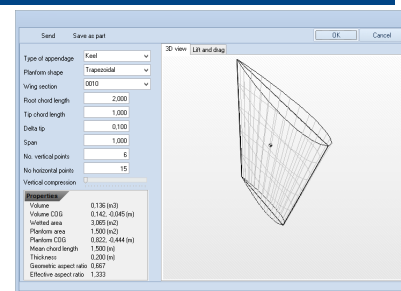 Send Save as part OK Cancel
3D view Lift and drag
Type of appendage Keel
Planform shape Trapezoidal
Wing section 0010
Root chord length 2,000
Tip chord length 1,000
Delta tip 0,100
Span 1,000
No. vertical points 6
No horizontal points 15
Vertical compression
Properties
Volume 0,136 (m3)
Volume COG 0,142, -0,045 (m)
Wetted area 3,065 (m2)
Planform area 1,500 (m2)
Planform COG 0,822, -0,444 (m)
Mean chord length 1,500 (m)
Thickness 0,200 (m)
Geometric aspect ratio 0,667
Effective aspect ratio 1,333